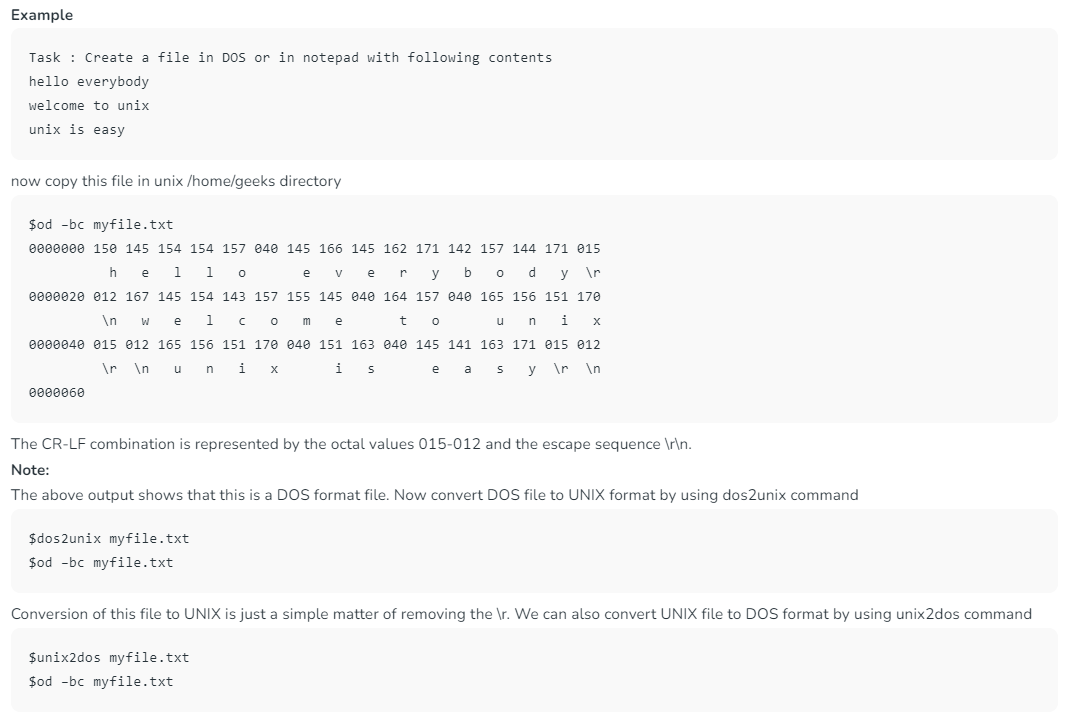 Example
Task : Create a file in DOS or in notepad with following contents
hello everybody
welcome to unix
unix is easy
now copy this file in unix /home/geeks directory
$od –bc myfile.txt
0000000 150 145 154 154 157 040 145 166 145 162 171 142 157 144 171 015
h e l l o e v e r y b o d y \r
0000020 012 167 145 154 143 157 155 145 040 164 157 040 165 156 151 170
\n w e l c o m e t o u n i x
0000040 015 012 165 156 151 170 040 151 163 040 145 141 163 171 015 012
\r \n u n i x i s e a s y \r \n
0000060
The CR-LF combination is represented by the octal values 015-012 and the escape sequence \r\n.
Note:
The above output shows that this is a DOS format file. Now convert DOS file to UNIX format by using dos2unix command
$dos2unix myfile.txt
$od –bc myfile.txt
Conversion of this file to UNIX is just a simple matter of removing the \r. We can also convert UNIX file to DOS format by using unix2dos command
$unix2dos myfile.txt
$od –bc myfile.txt